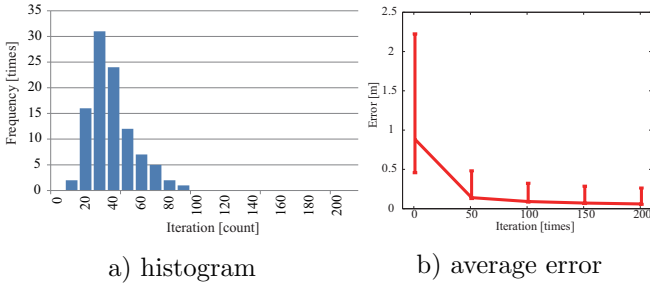 35
30
25
20
15
10
5
0
Frequency [times]
0 20 40 60 80 100 120 140 160 180 200
Iteration [count]
a) histogram
2.5
2
1.5
1
0.5
0
Error [m]
0 50 100 150 200
Iteration [times]
b) average error